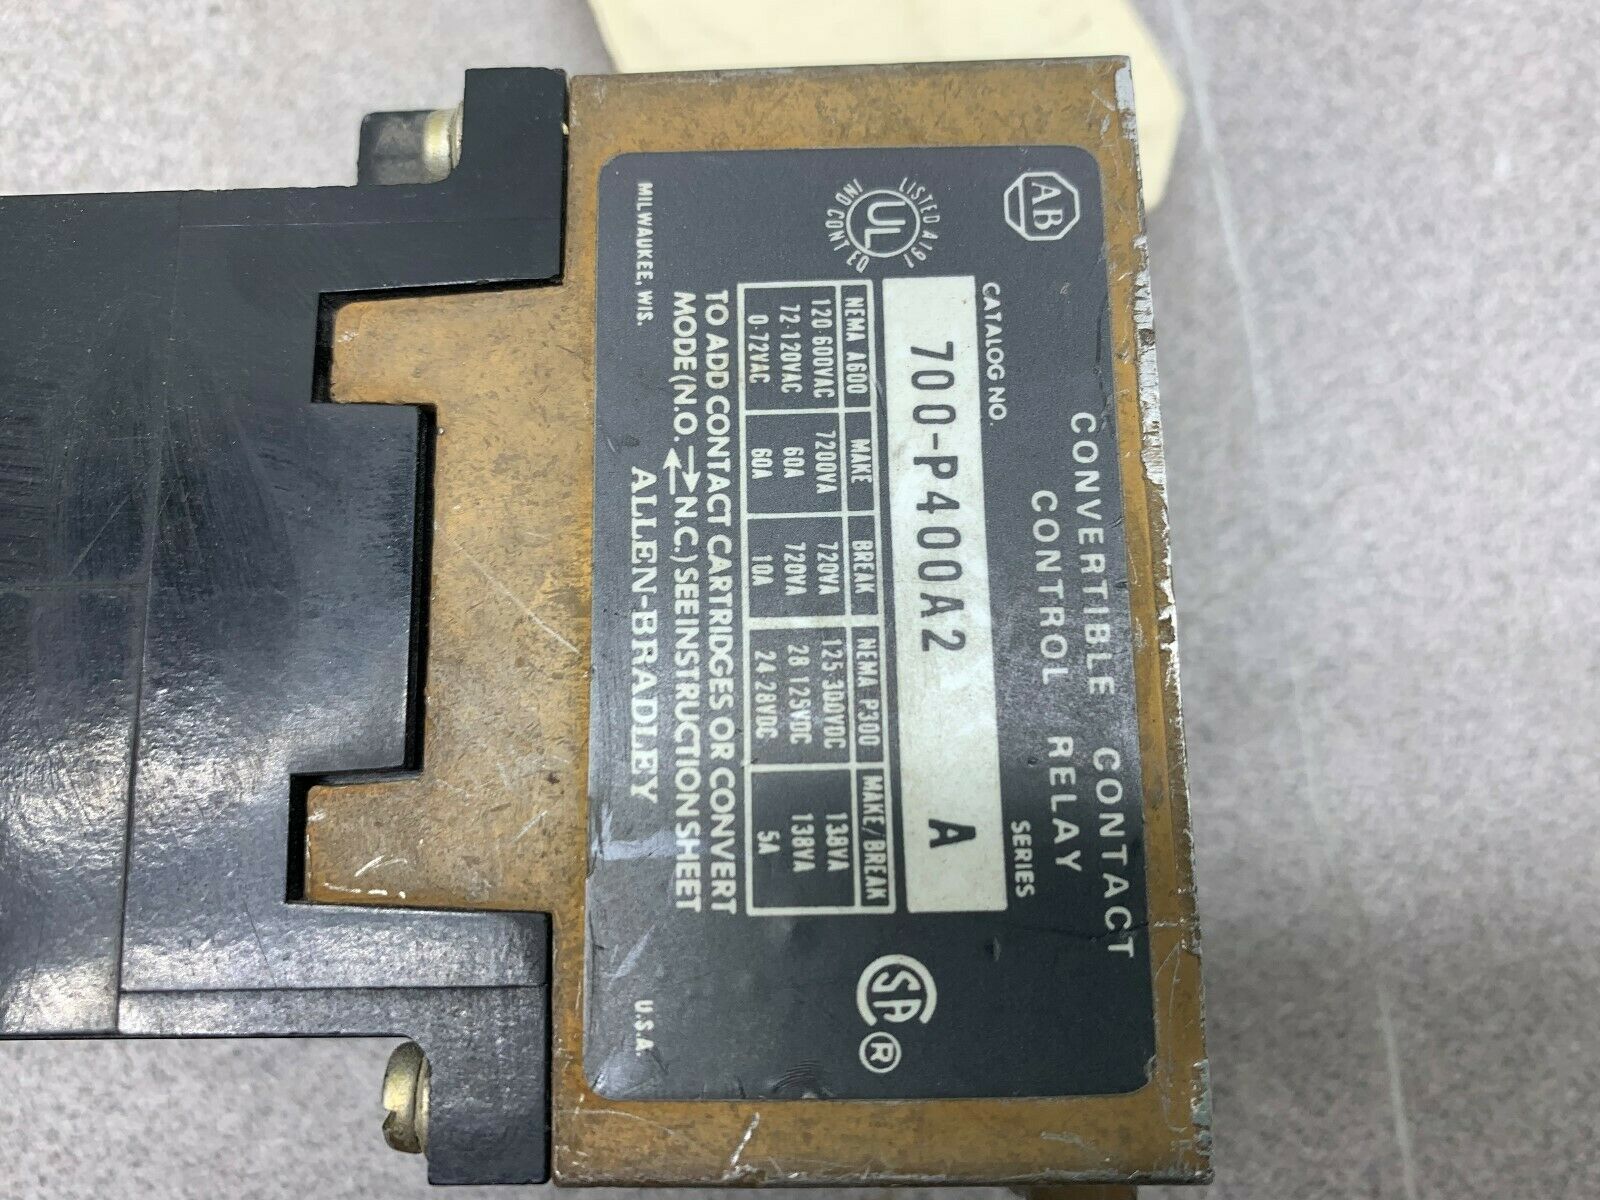 CONVERTIBLE CONTACT
CONTROL RELAY
AB
CATALOG NO. SERIES
700-P400A2 A
LISTED A19L
UL
IND CONT EQ
NEMA A600 MAKE BREAK NEMA P300 MAKE/BREAK
120-600VAC 7200VA 720VA 125-300VDC 138VA
72-120VAC 60A 720VA 28-125VDC 138VA
0-72VAC 60A 10A 24-28VDC 5A
SA ®
TO ADD CONTACT CARTRIDGES OR CONVERT
MODE (N.O. ⇄ N.C.) SEE INSTRUCTION SHEET
MILWAUKEE, WIS. ALLEN-BRADLEY U.S.A.